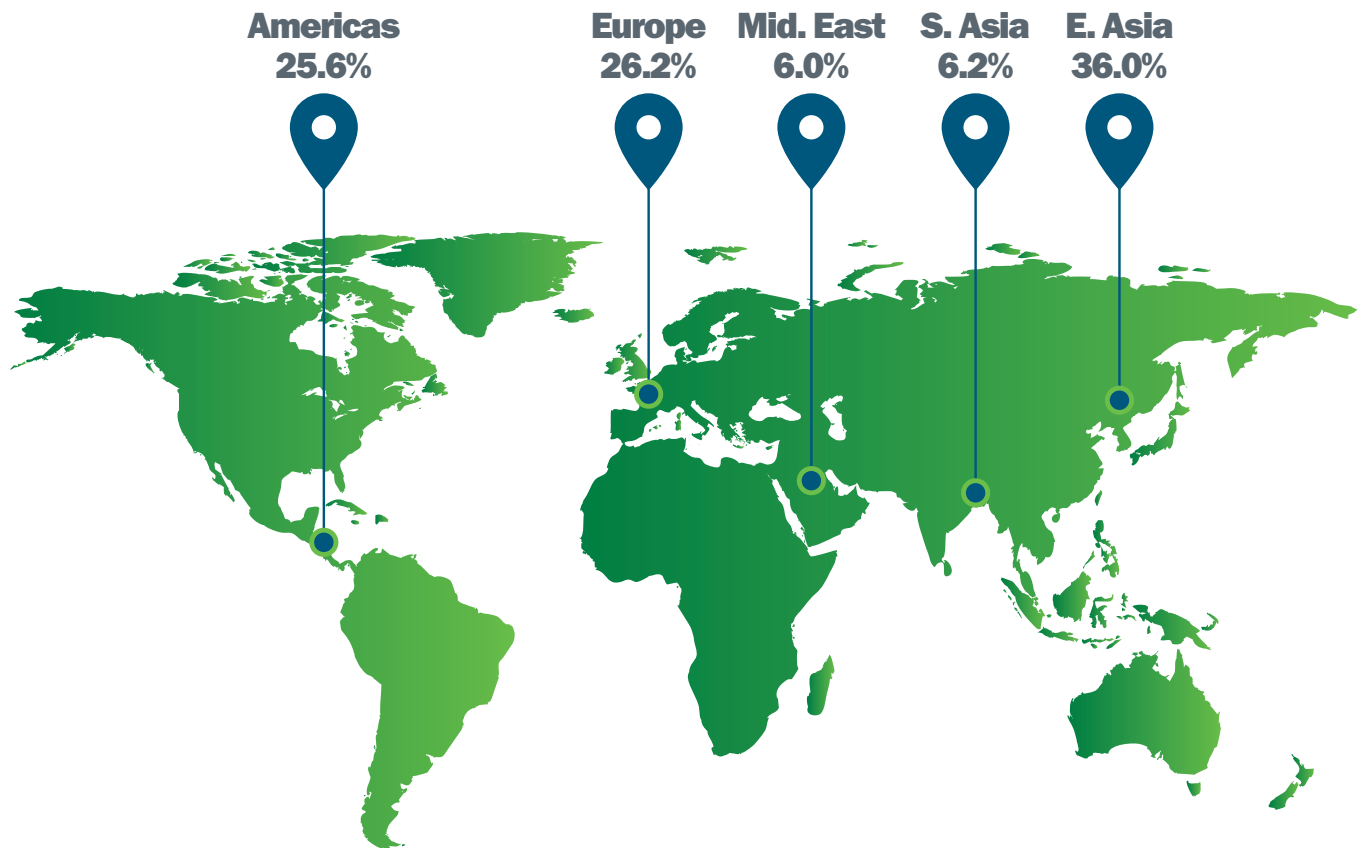 Americas
25.6%
Europe
26.2%
Mid. East
6.0%
S. Asia
6.2%
E. Asia
36.0%